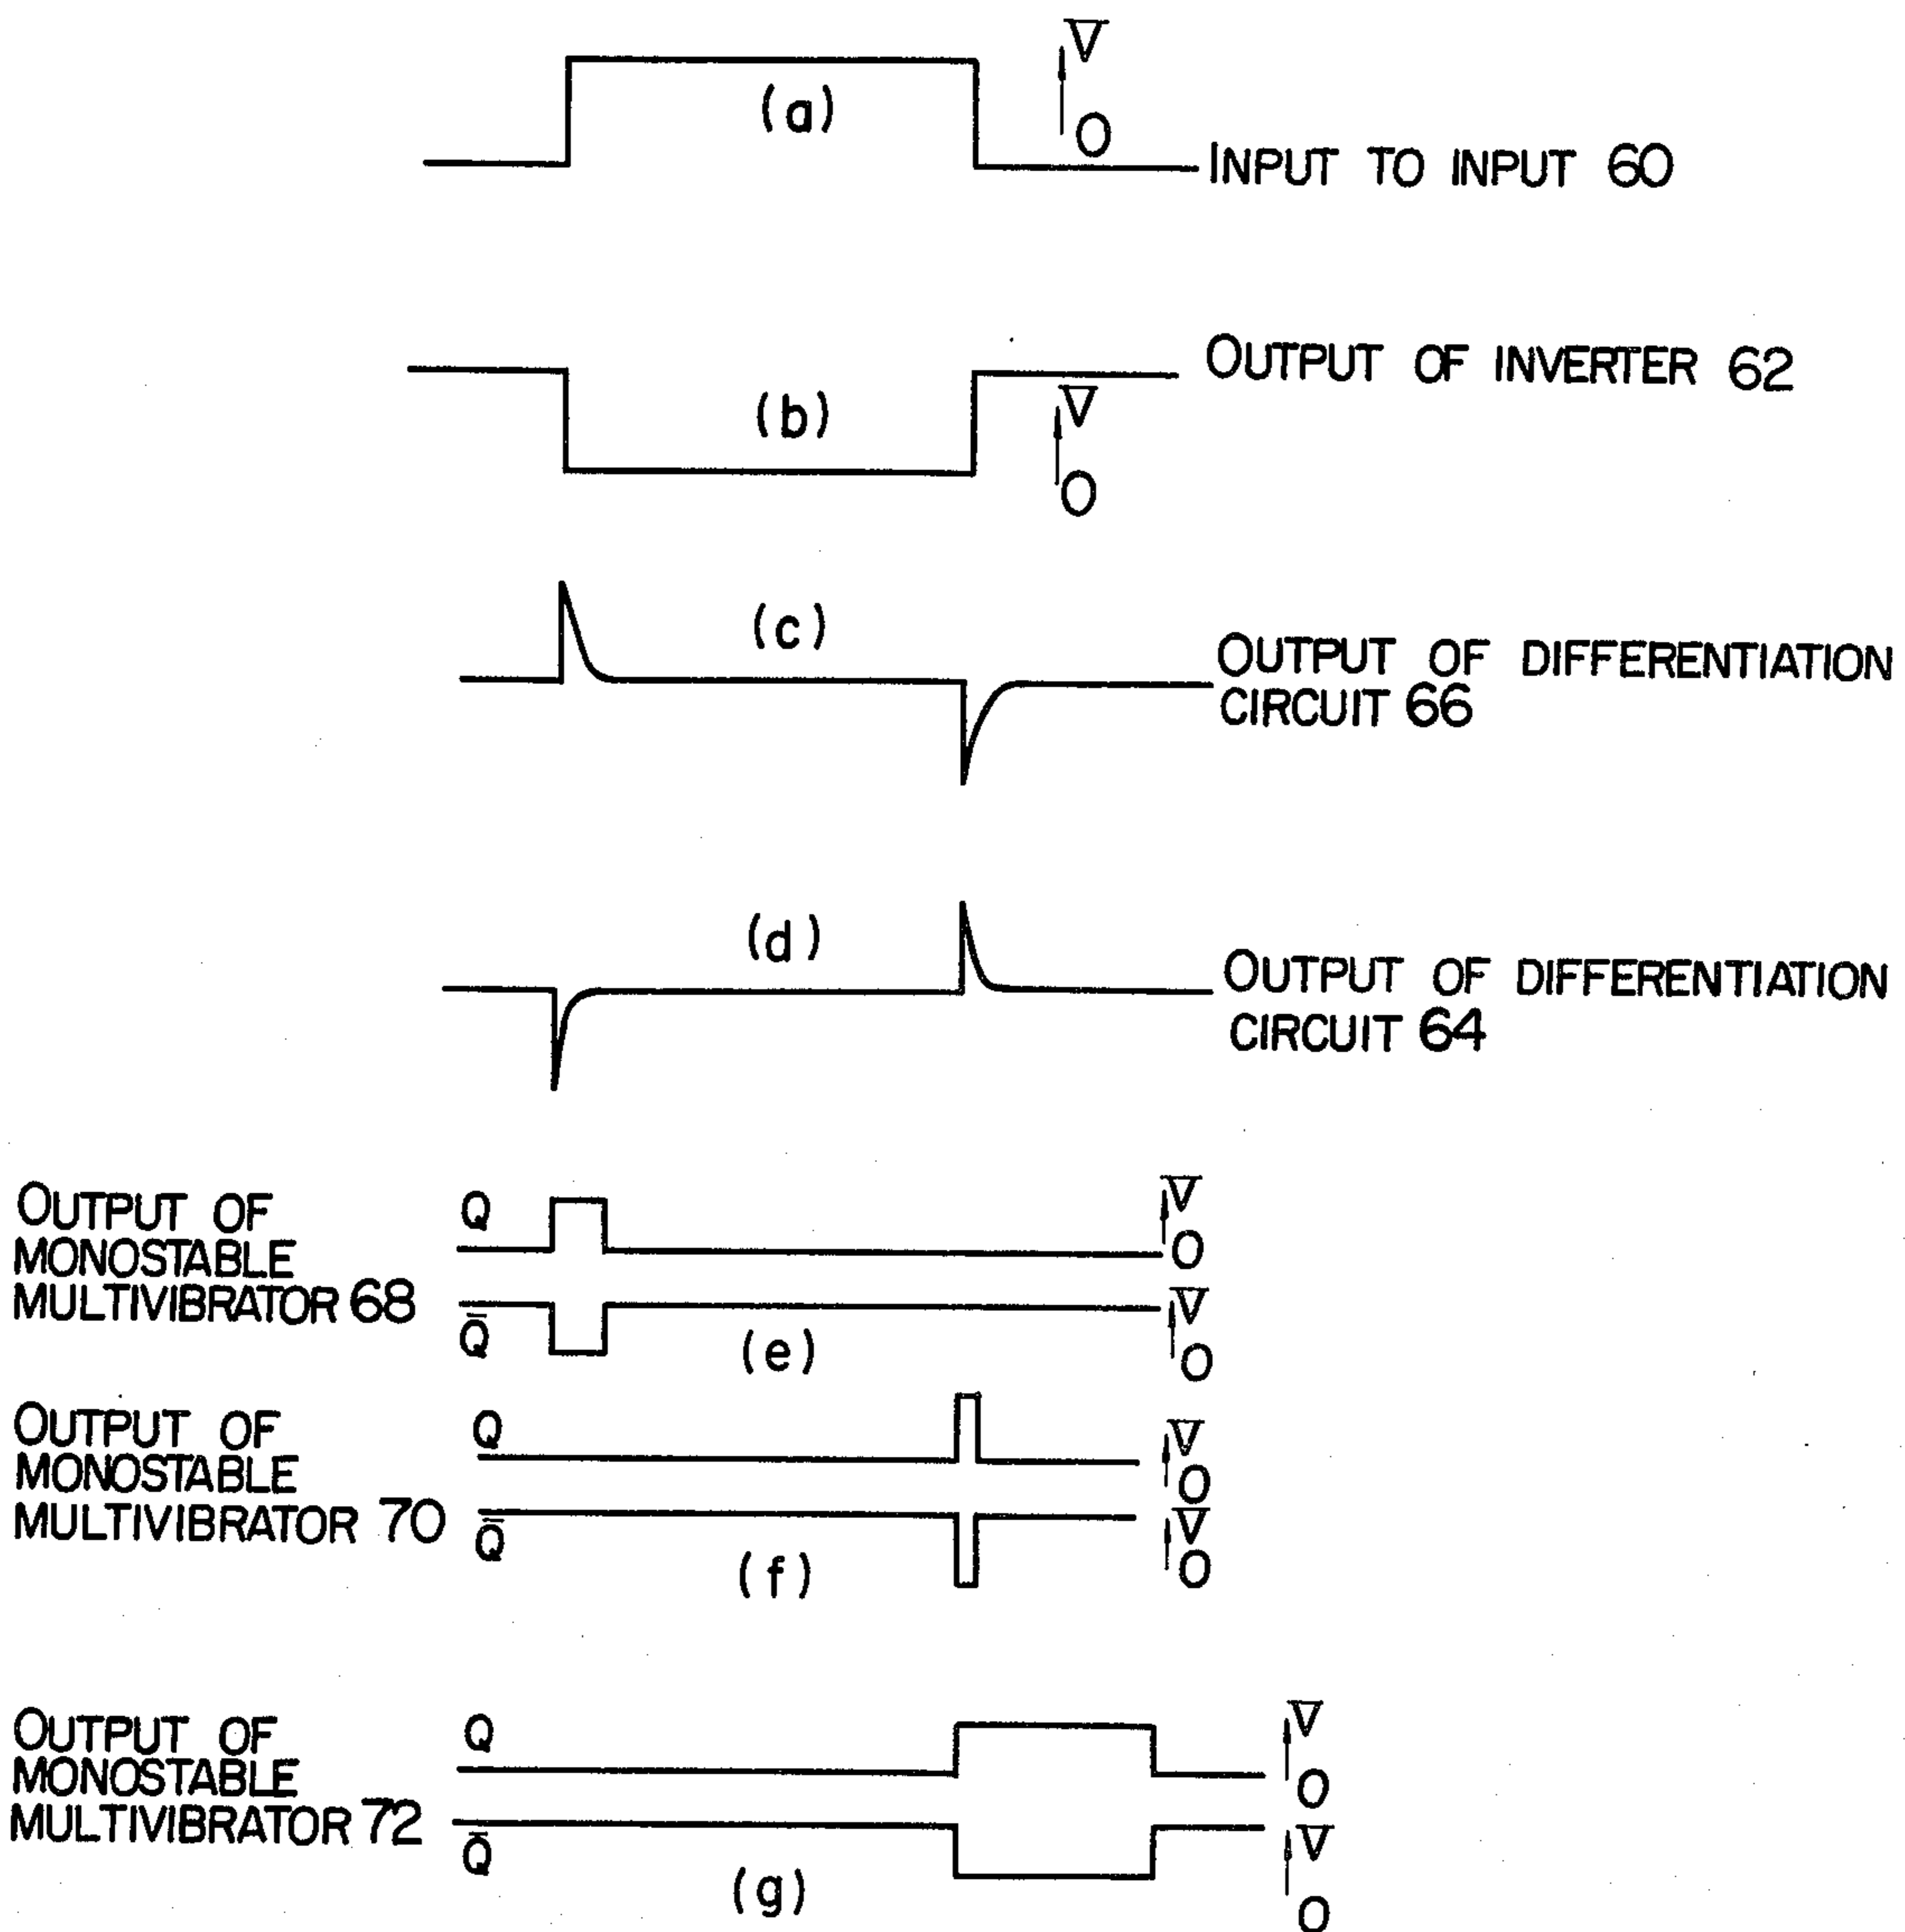 V
(a)
O
INPUT TO INPUT 60
OUTPUT OF INVERTER 62
V
(b)
O
(c)
OUTPUT OF DIFFERENTIATION
CIRCUIT 66
(d)
OUTPUT OF DIFFERENTIATION
CIRCUIT 64
OUTPUT OF
MONOSTABLE
MULTIVIBRATOR 68
Q
V
O
Q̄
V
O
(e)
OUTPUT OF
MONOSTABLE
MULTIVIBRATOR 70
Q
V
O
Q̄
V
O
(f)
OUTPUT OF
MONOSTABLE
MULTIVIBRATOR 72
Q
V
O
Q̄
V
O
(g)